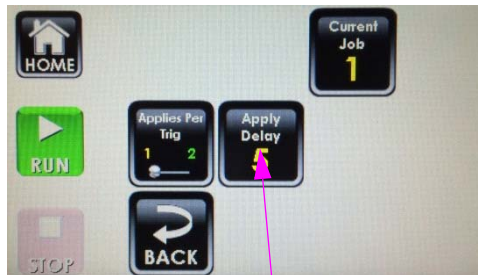 Current
Job
1
HOME
Applies Per
Trig
1 2
Apply
Delay
5
RUN
BACK
STOP